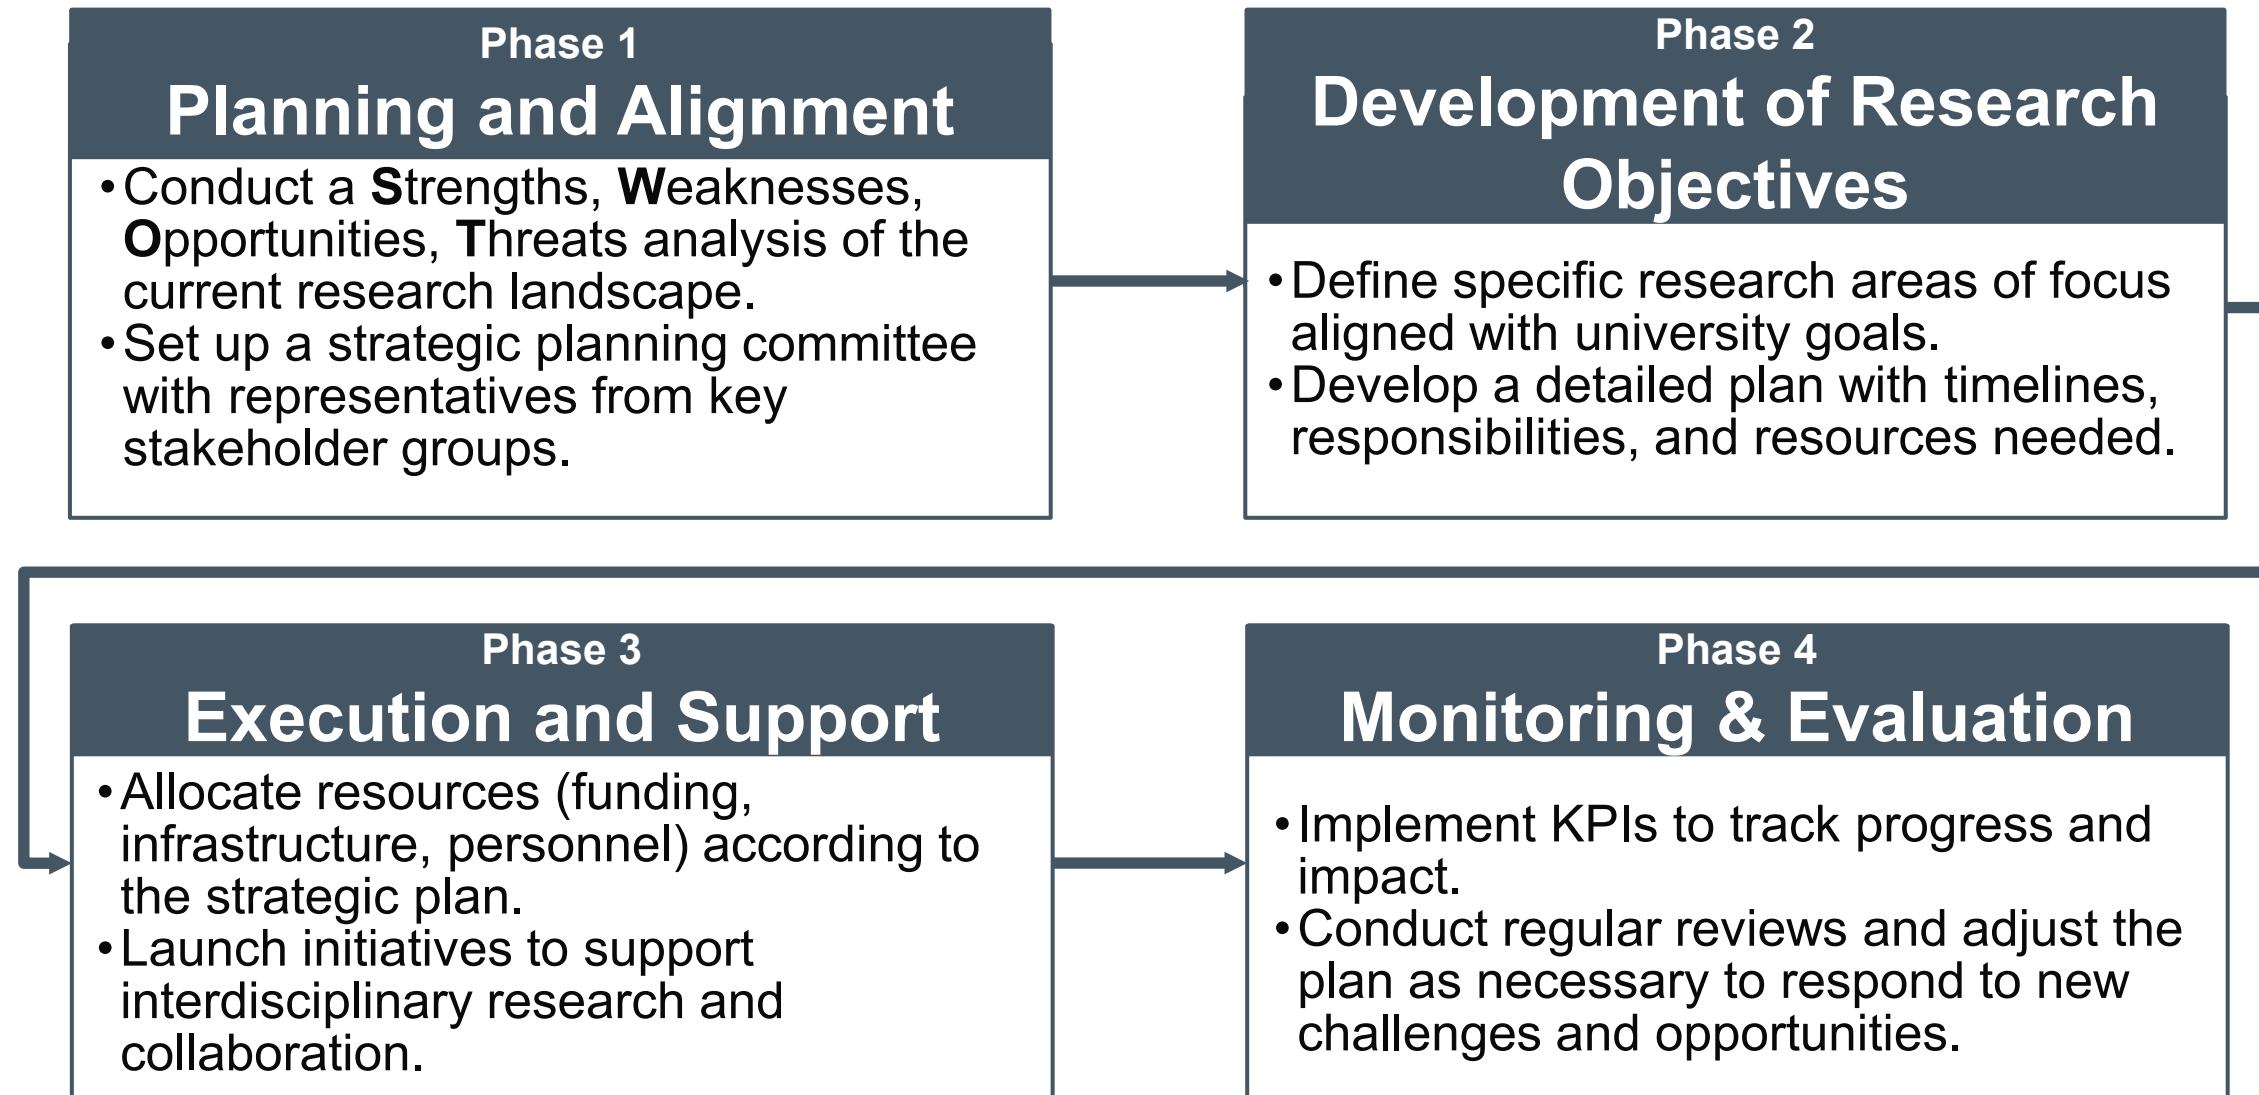 Phase 1
Planning and Alignment
•Conduct a Strengths, Weaknesses,
Opportunities, Threats analysis of the
current research landscape.
•Set up a strategic planning committee
with representatives from key
stakeholder groups.
Phase 2
Development of Research
Objectives
•Define specific research areas of focus
aligned with university goals.
•Develop a detailed plan with timelines,
responsibilities, and resources needed.
Phase 3
Execution and Support
•Allocate resources (funding,
infrastructure, personnel) according to
the strategic plan.
•Launch initiatives to support
interdisciplinary research and
collaboration.
Phase 4
Monitoring & Evaluation
•Implement KPIs to track progress and
impact.
•Conduct regular reviews and adjust the
plan as necessary to respond to new
challenges and opportunities.